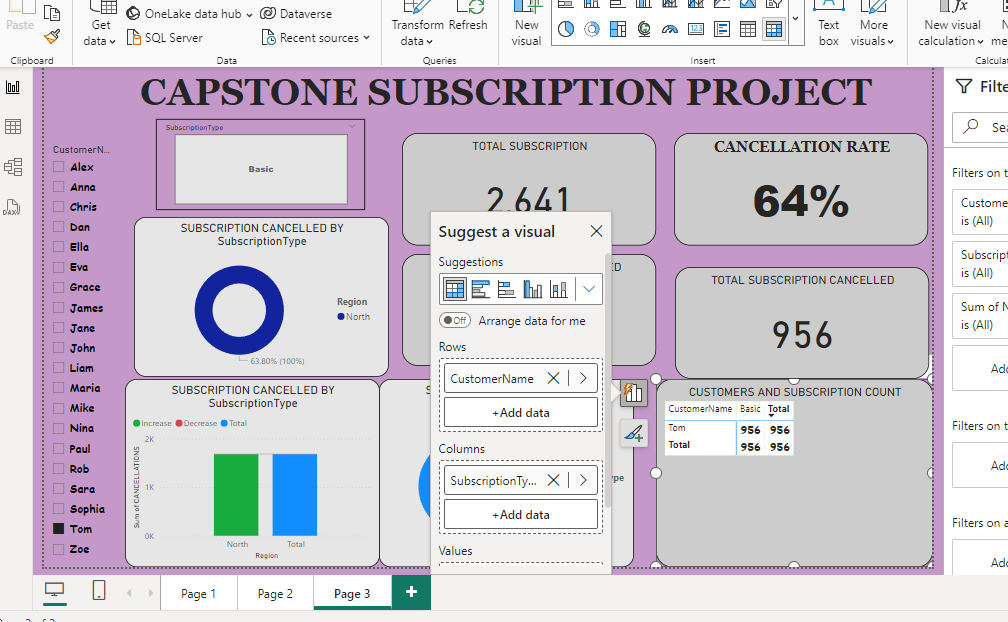 Paste
Clipboard
Get
data
OneLake data hub
SQL Server
Dataverse
Recent sources
Data
Transform
data
Refresh
Queries
New
visual
123
Text
box
More
visuals
Insert
New visual
calculation
CAPSTONE SUBSCRIPTION PROJECT
CustomerN...
Alex
Anna
Chris
Dan
Ella
Eva
Grace
James
Jane
John
Liam
Maria
Mike
Nina
Paul
Rob
Sara
Sophia
Tom
Zoe
SubscriptionType
Basic
TOTAL SUBSCRIPTION
2,641
CANCELLATION RATE
64%
SUBSCRIPTION CANCELLED BY
SubscriptionType
Region
North
63.80% (100%)
TOTAL SUBSCRIPTION CANCELLED
956
SUBSCRIPTION CANCELLED BY
SubscriptionType
Increase Decrease Total
Sum of CANCELLATIONS
2K
1K
0K
North Total
Region
Suggest a visual
Suggestions
Off Arrange data for me
Rows
CustomerName
+Add data
Columns
SubscriptionTy...
+Add data
Values
CUSTOMERS AND SUBSCRIPTION COUNT
CustomerName Basic Total
Tom 956 956
Total 956 956
DAX
Filte
Sea
Filters on t
Custome
is (All)
Subscript
is (All)
Sum of N
is (All)
Add
Filters on t
Add
Filters on a
Add
Page 1
Page 2
Page 3